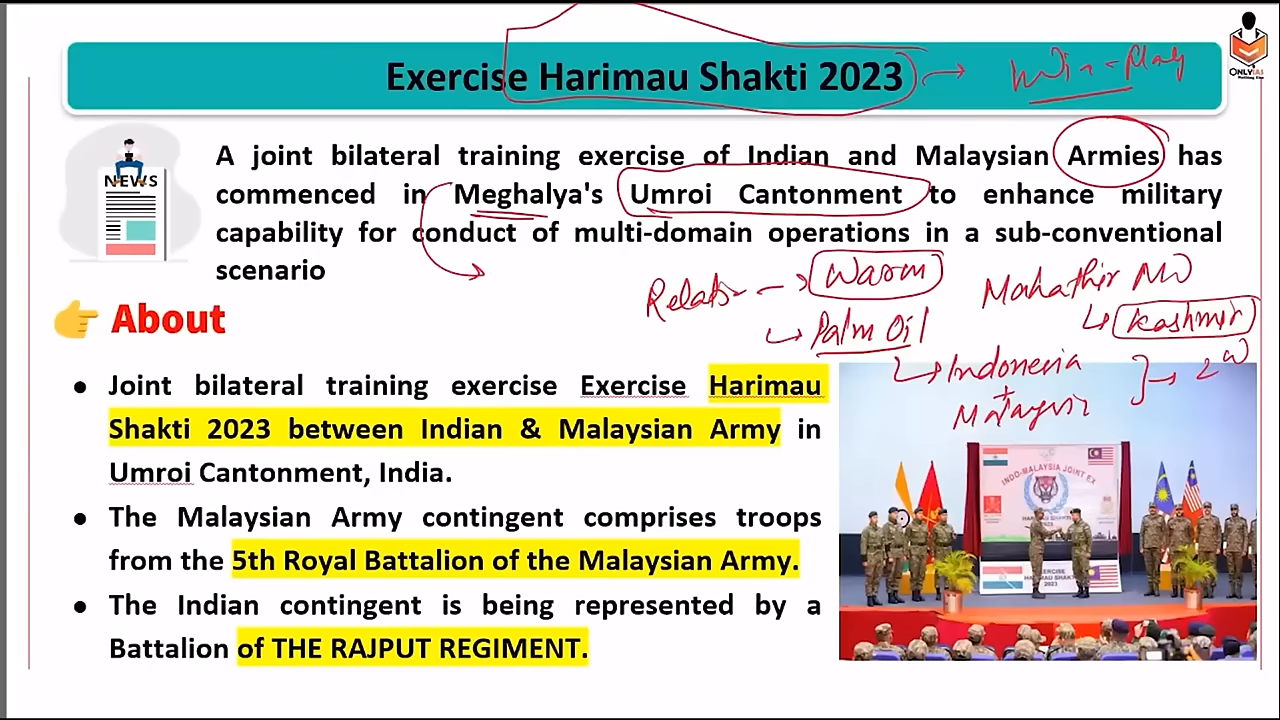 Exercise Harimau Shakti 2023
ONLYIAS
A joint bilateral training exercise of Indian and Malaysian Armies has
commenced in Meghalya's Umroi Cantonment to enhance military
capability for conduct of multi-domain operations in a sub-conventional
scenario
NEWS
Warm
Mahathir
Palm Oil
Kashmir
Indonesia
+
Malaysia
About
Joint bilateral training exercise Exercise Harimau
Shakti 2023 between Indian & Malaysian Army in
Umroi Cantonment, India.
The Malaysian Army contingent comprises troops
from the 5th Royal Battalion of the Malaysian Army.
The Indian contingent is being represented by a
Battalion of THE RAJPUT REGIMENT.
INDO-MALAYSIA JOINT EX
EXERCISE
HARIMAU SHAKTI
2023